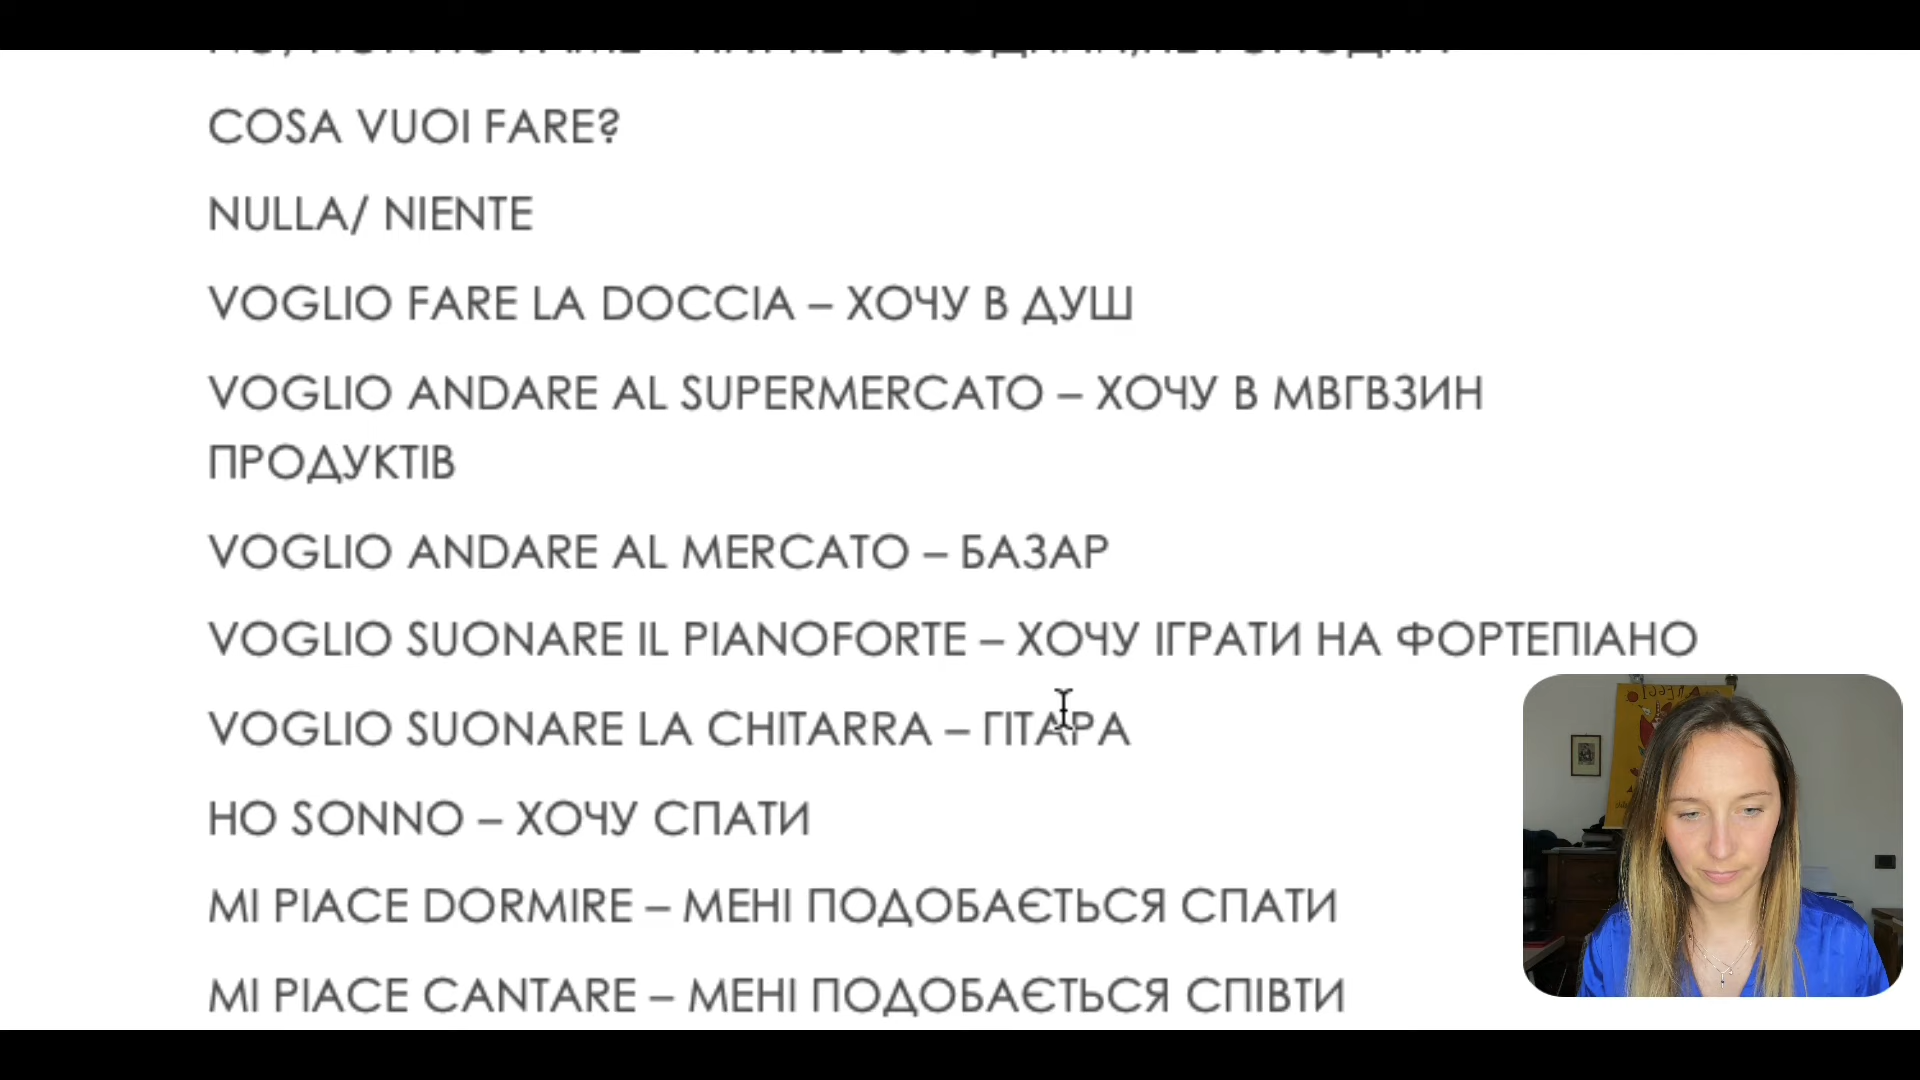 COSA VUOI FARE?
NULLA/ NIENTE
VOGLIO FARE LA DOCCIA – ХОЧУ В ДУШ
VOGLIO ANDARE AL SUPERMERCATO – ХОЧУ В МВГВЗИН
ПРОДУКТІВ
VOGLIO ANDARE AL MERCATO – БАЗАР
VOGLIO SUONARE IL PIANOFORTE – ХОЧУ ІГРАТИ НА ФОРТЕПІАНО
VOGLIO SUONARE LA CHITARRA – ГІТАРА
HO SONNO – ХОЧУ СПАТИ
MI PIACE DORMIRE – МЕНІ ПОДОБАЄТЬСЯ СПАТИ
MI PIACE CANTARE – МЕНІ ПОДОБАЄТЬСЯ СПІВТИ